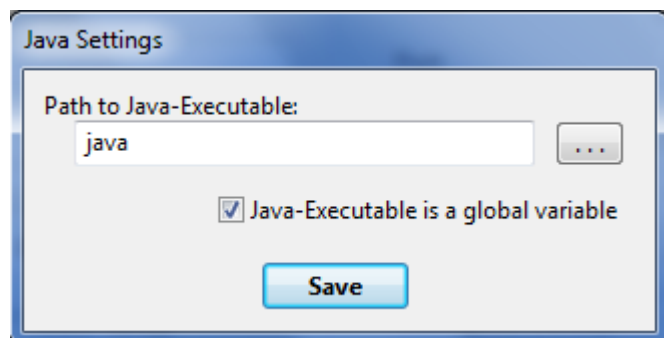 Java Settings
Path to Java-Executable:
java
...
Java-Executable is a global variable
Save